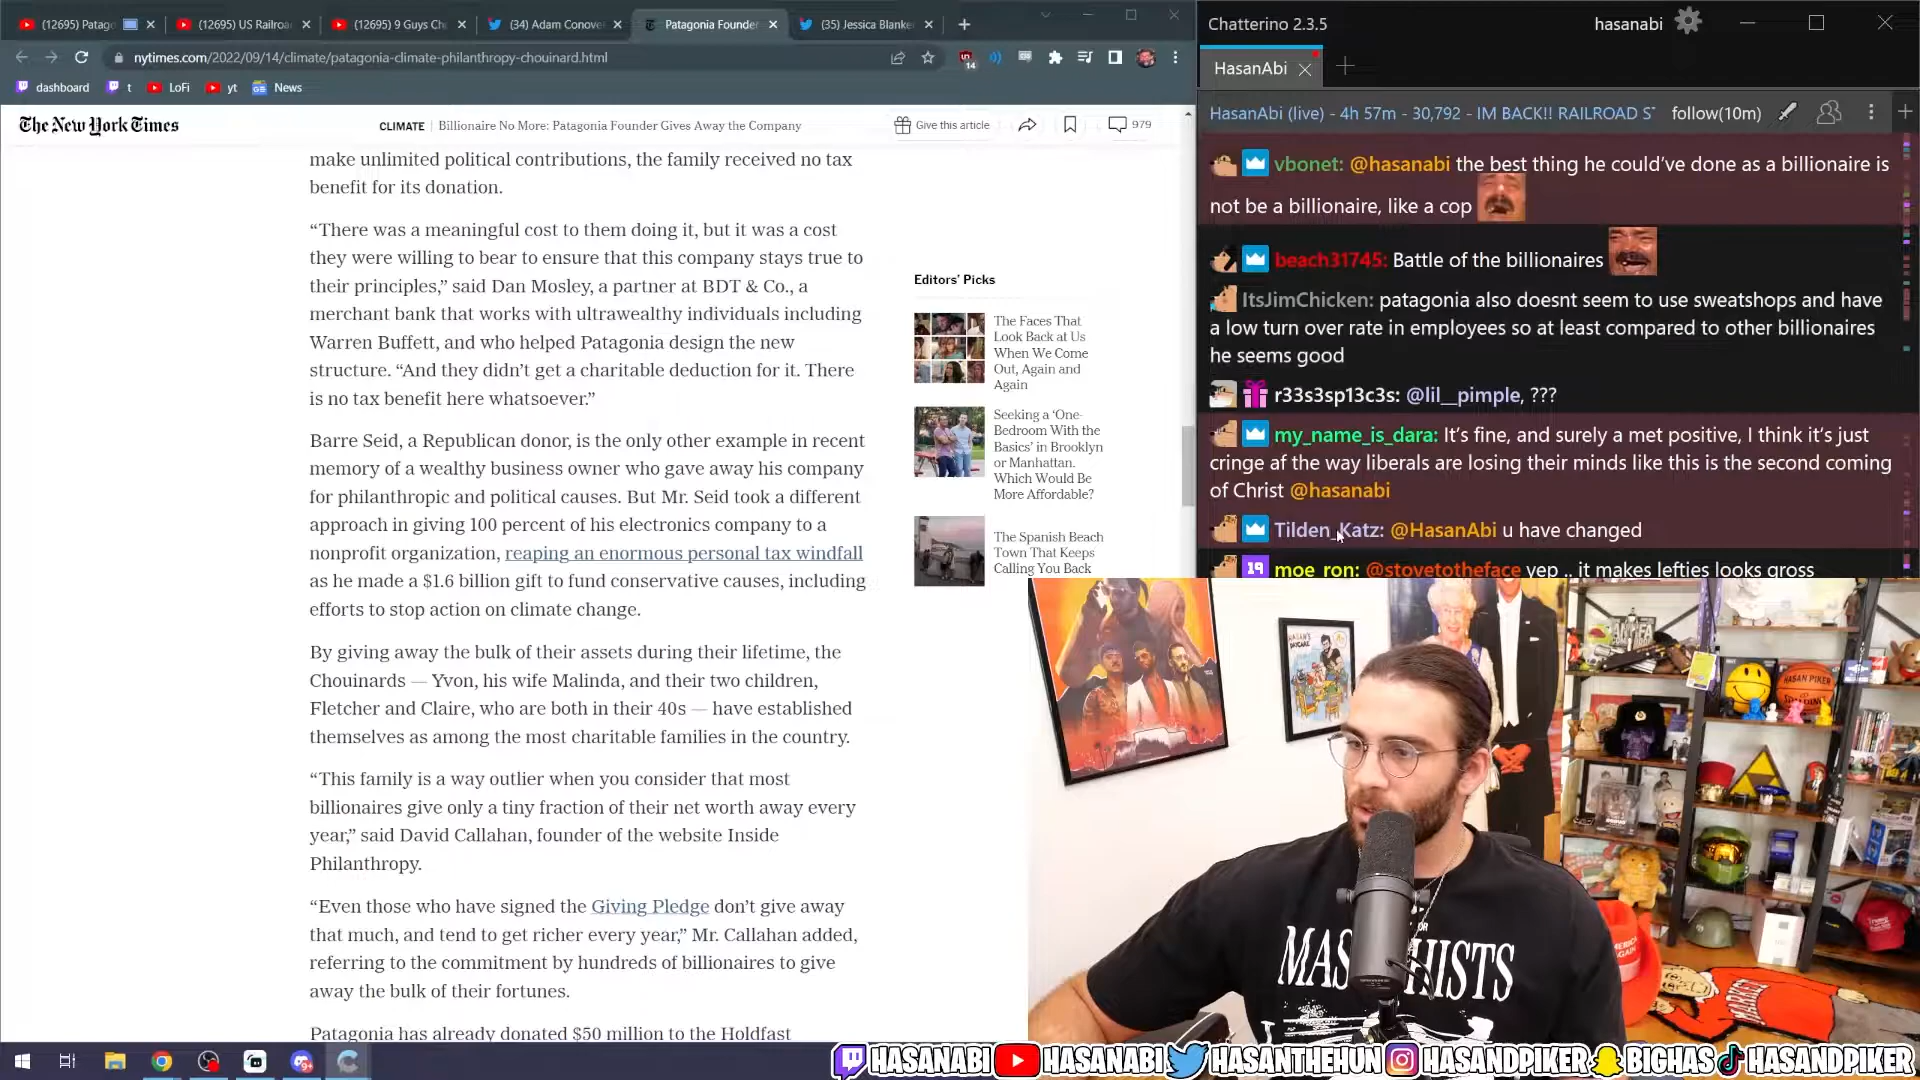 (12695) Patag
(12695) US Railroa
(12695) 9 Guys Ch
(34) Adam Conove
Patagonia Founder
(35) Jessica Blanke
nytimes.com/2022/09/14/climate/patagonia-climate-philanthropy-chouinard.html
14
dashboard
t
LoFi
yt
News
The New York Times
CLIMATE | Billionaire No More: Patagonia Founder Gives Away the Company
Give this article
979
make unlimited political contributions, the family received no tax
benefit for its donation.
“There was a meaningful cost to them doing it, but it was a cost
they were willing to bear to ensure that this company stays true to
their principles,” said Dan Mosley, a partner at BDT & Co., a
merchant bank that works with ultrawealthy individuals including
Warren Buffett, and who helped Patagonia design the new
structure. “And they didn’t get a charitable deduction for it. There
is no tax benefit here whatsoever.”
Barre Seid, a Republican donor, is the only other example in recent
memory of a wealthy business owner who gave away his company
for philanthropic and political causes. But Mr. Seid took a different
approach in giving 100 percent of his electronics company to a
nonprofit organization, reaping an enormous personal tax windfall
as he made a $1.6 billion gift to fund conservative causes, including
efforts to stop action on climate change.
By giving away the bulk of their assets during their lifetime, the
Chouinards — Yvon, his wife Malinda, and their two children,
Fletcher and Claire, who are both in their 40s — have established
themselves as among the most charitable families in the country.
“This family is a way outlier when you consider that most
billionaires give only a tiny fraction of their net worth away every
year,” said David Callahan, founder of the website Inside
Philanthropy.
“Even those who have signed the Giving Pledge don’t give away
that much, and tend to get richer every year,” Mr. Callahan added,
referring to the commitment by hundreds of billionaires to give
away the bulk of their fortunes.
Patagonia has already donated $50 million to the Holdfast
Editors’ Picks
The Faces That
Look Back at Us
When We Come
Out, Again and
Again
Seeking a ‘One-
Bedroom With the
Basics’ in Brooklyn
or Manhattan.
Which Would Be
More Affordable?
The Spanish Beach
Town That Keeps
Calling You Back
Chatterino 2.3.5
hasanabi
HasanAbi
HasanAbi (live) - 4h 57m - 30,792 - IM BACK!! RAILROAD S
follow(10m)
vbonet: @hasanabi the best thing he could’ve done as a billionaire is
not be a billionaire, like a cop
beach31745: Battle of the billionaires
ItsJimChicken: patagonia also doesnt seem to use sweatshops and have
a low turn over rate in employees so at least compared to other billionaires
he seems good
r33s3sp13c3s: @lil__pimple, ???
my_name_is_dara: It’s fine, and surely a met positive, I think it’s just
cringe af the way liberals are losing their minds like this is the second coming
of Christ @hasanabi
Tilden_Katz: @HasanAbi u have changed
19 moe_ron: @stovetotheface yep .. it makes lefties looks gross
HASAN PIKER
HASANABI
HASANABI
HASANTHEHUN
HASANDPIKER
BIGHAS
HASANDPIKER